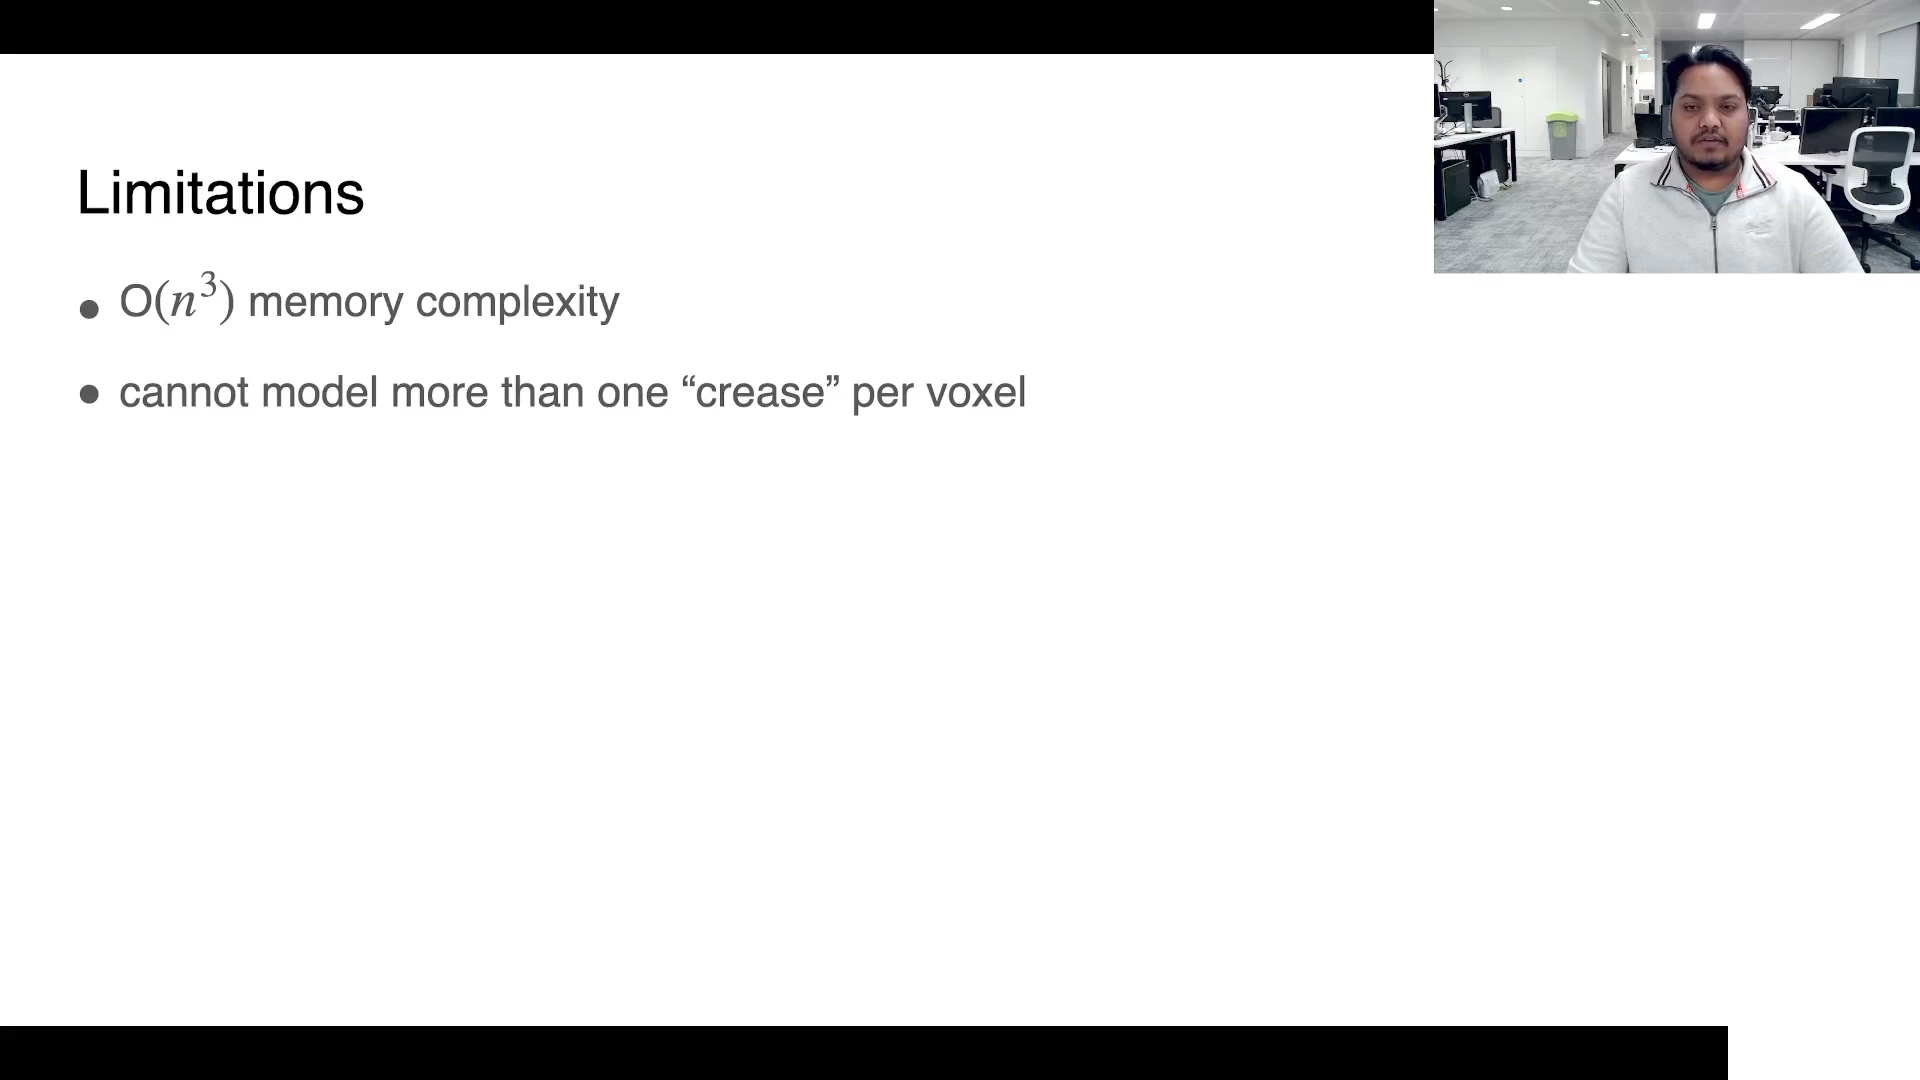 Limitations
• O(n³) memory complexity
• cannot model more than one “crease” per voxel